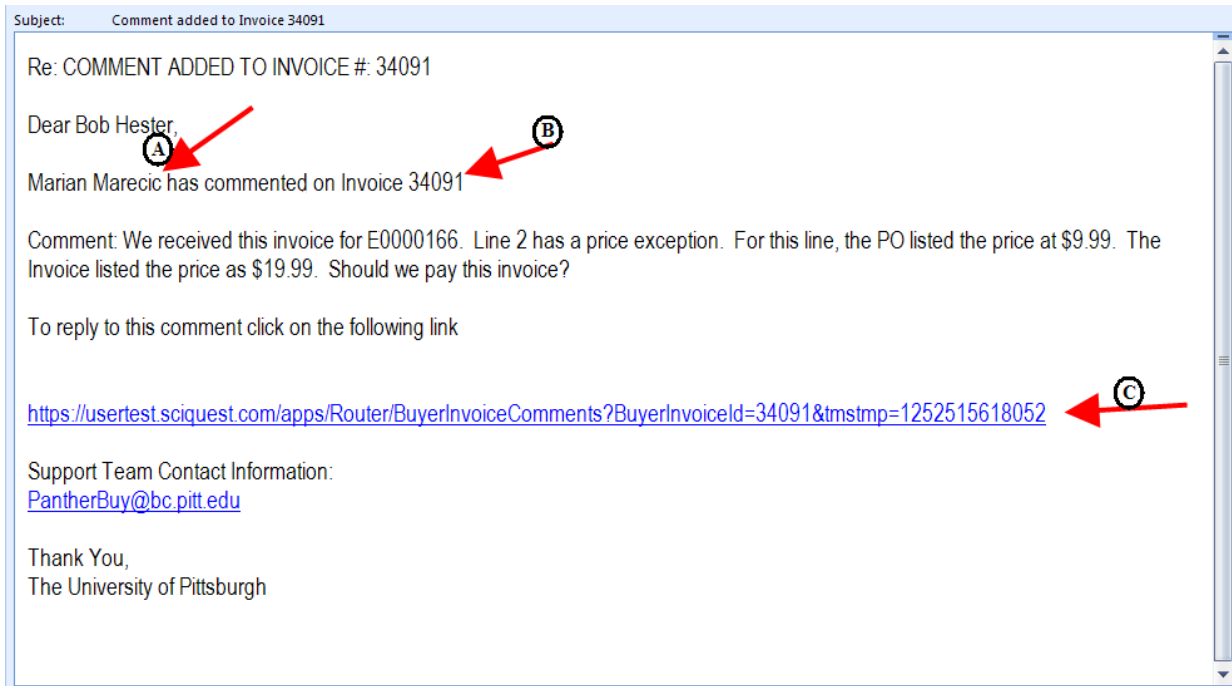 Subject: Comment added to Invoice 34091
Re: COMMENT ADDED TO INVOICE #: 34091
Dear Bob Hester,
A
B
Marian Marecic has commented on Invoice 34091
Comment: We received this invoice for E0000166.  Line 2 has a price exception.  For this line, the PO listed the price at $9.99.  The
Invoice listed the price as $19.99.  Should we pay this invoice?
To reply to this comment click on the following link
C
https://usertest.sciquest.com/apps/Router/BuyerInvoiceComments?BuyerInvoiceId=34091&tmstmp=1252515618052
Support Team Contact Information:
PantherBuy@bc.pitt.edu
Thank You,
The University of Pittsburgh